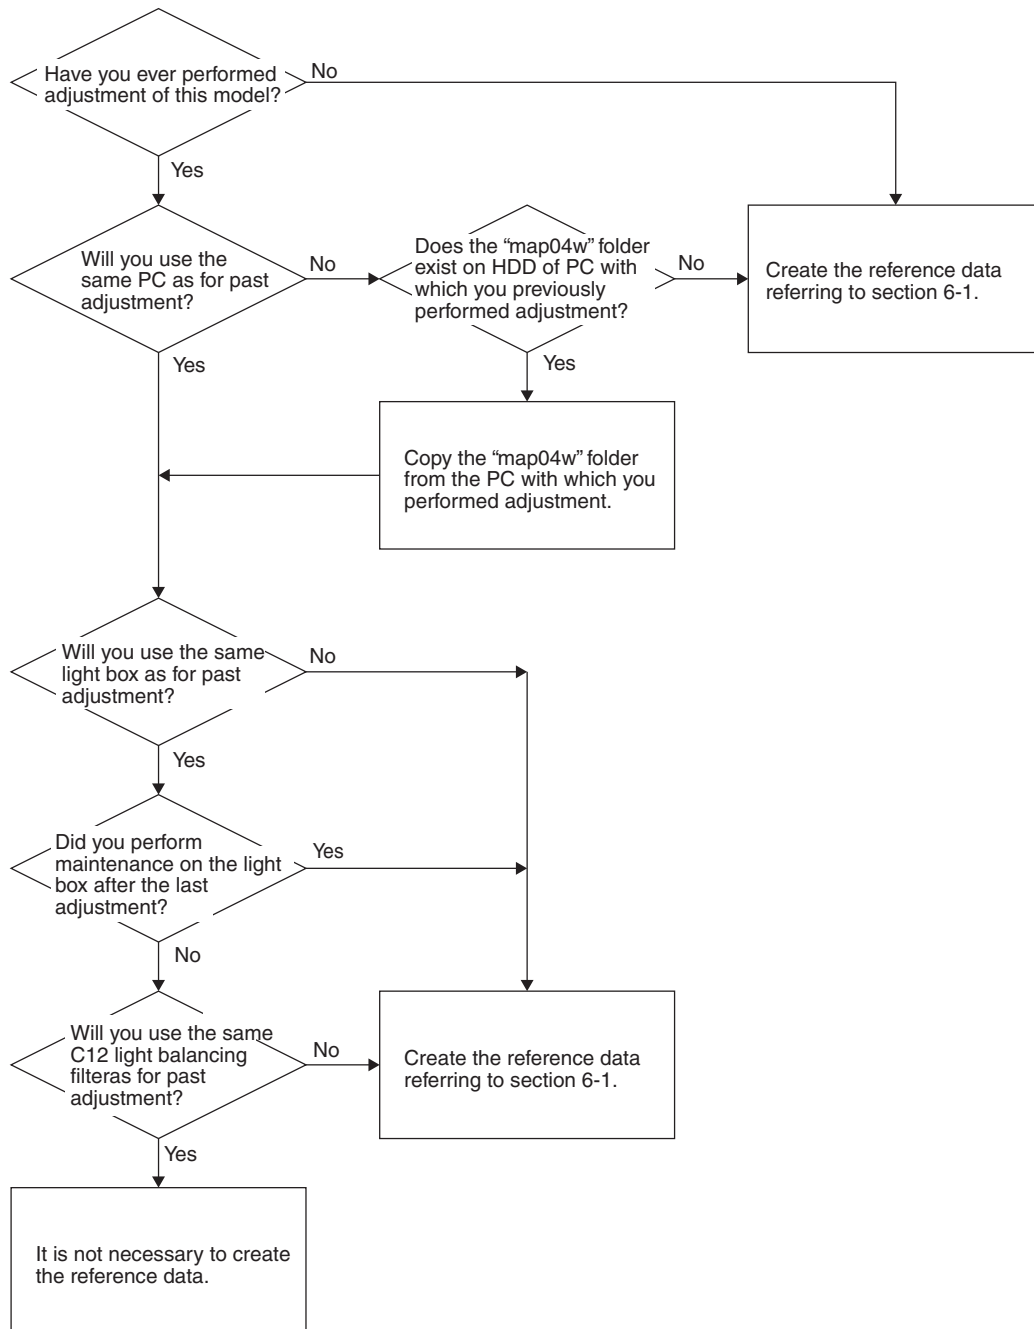 Have you ever performed
adjustment of this model?
No
Yes
Will you use the
same PC as for past
adjustment?
No
Does the “map04w” folder
exist on HDD of PC with
which you previously
performed adjustment?
No
Create the reference data
referring to section 6-1.
Yes
Yes
Copy the “map04w” folder
from the PC with which you
performed adjustment.
Will you use the same
light box as for past
adjustment?
No
Yes
Did you perform
maintenance on the light
box after the last
adjustment?
Yes
No
Will you use the same
C12 light balancing
filteras for past
adjustment?
No
Create the reference data
referring to section 6-1.
Yes
It is not necessary to create
the reference data.